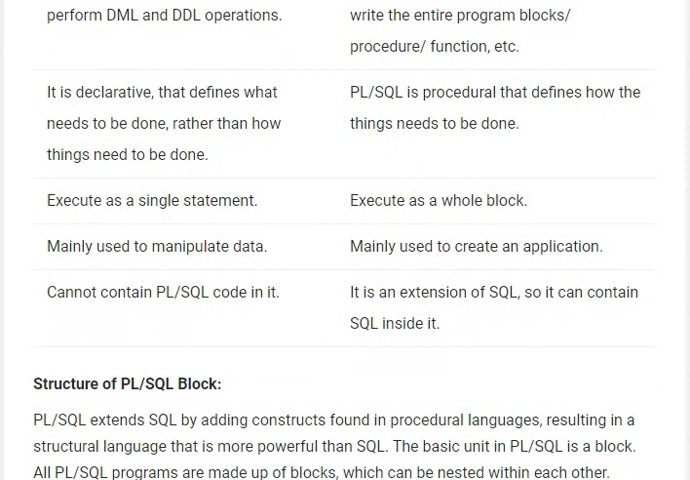 perform DML and DDL operations.
write the entire program blocks/
procedure/ function, etc.
It is declarative, that defines what
needs to be done, rather than how
things need to be done.
PL/SQL is procedural that defines how the
things needs to be done.
Execute as a single statement.
Execute as a whole block.
Mainly used to manipulate data.
Mainly used to create an application.
Cannot contain PL/SQL code in it.
It is an extension of SQL, so it can contain
SQL inside it.
Structure of PL/SQL Block:
PL/SQL extends SQL by adding constructs found in procedural languages, resulting in a
structural language that is more powerful than SQL. The basic unit in PL/SQL is a block.
All PL/SQL programs are made up of blocks, which can be nested within each other.